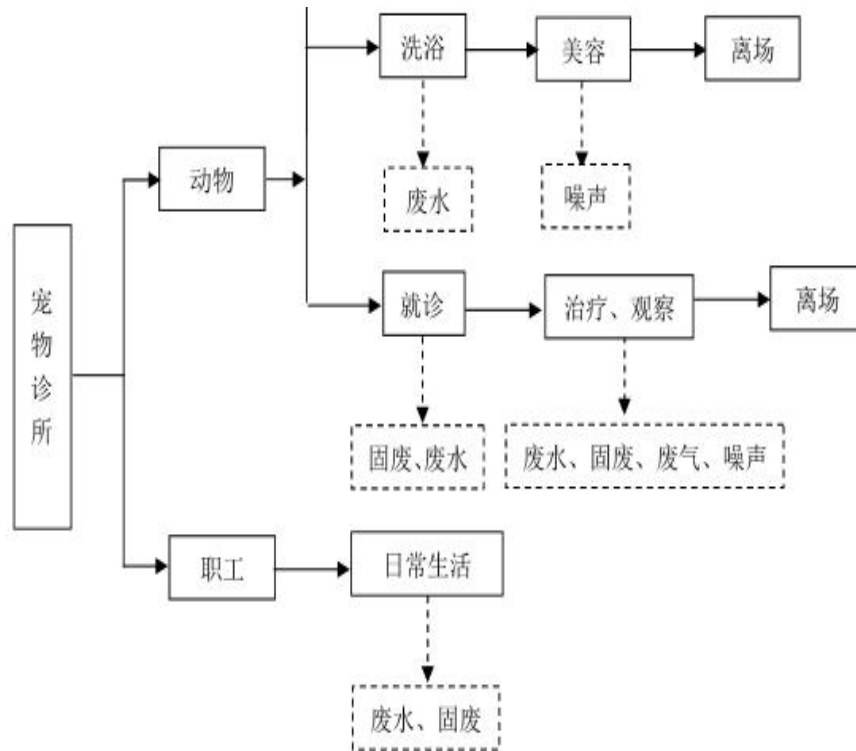 洗浴
美容
离场
动物
废水
噪声
宠物诊所
就诊
治疗、观察
离场
固废、废水
废水、固废、废气、噪声
职工
日常生活
废水、固废